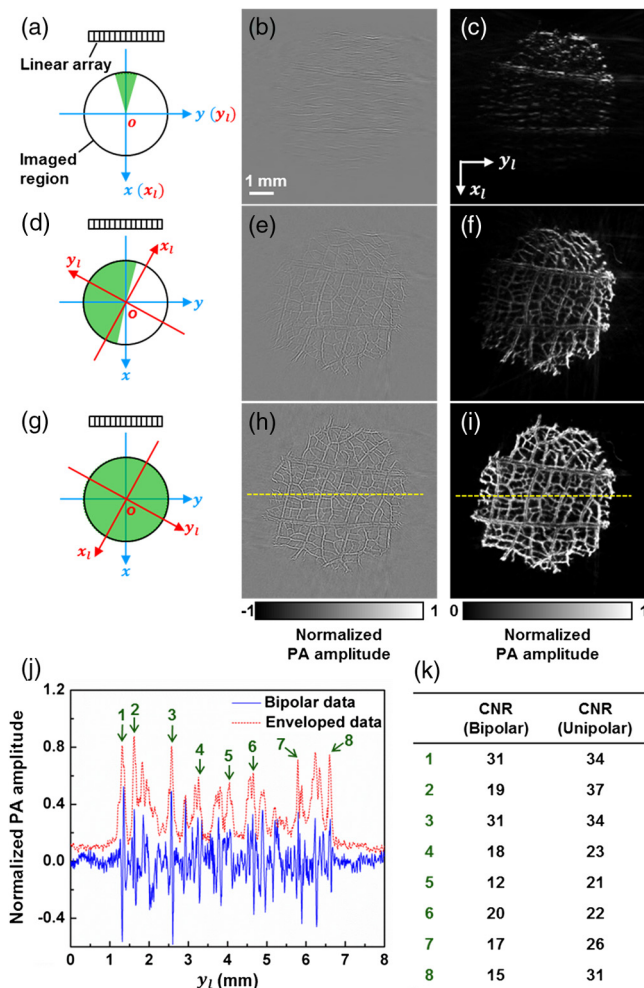 (a)
Linear array
o
y (y_l)
Imaged
region
x (x_l)
(b)
1 mm
(c)
y_l
x_l
(d)
x_l
y_l
o
y
x
(e)
(f)
(g)
o
y
y_l
x_l
x
(h)
(i)
-1 1
Normalized
PA amplitude
0 1
Normalized
PA amplitude
(j)
Normalized PA amplitude
1.2
0.8
0.4
0.0
-0.4
Bipolar data
Enveloped data
1 2 3 4 5 6 7 8
0 1 2 3 4 5 6 7 8
y_l (mm)
(k)
CNR CNR
(Bipolar) (Unipolar)
1 31 34
2 19 37
3 31 34
4 18 23
5 12 21
6 20 22
7 17 26
8 15 31